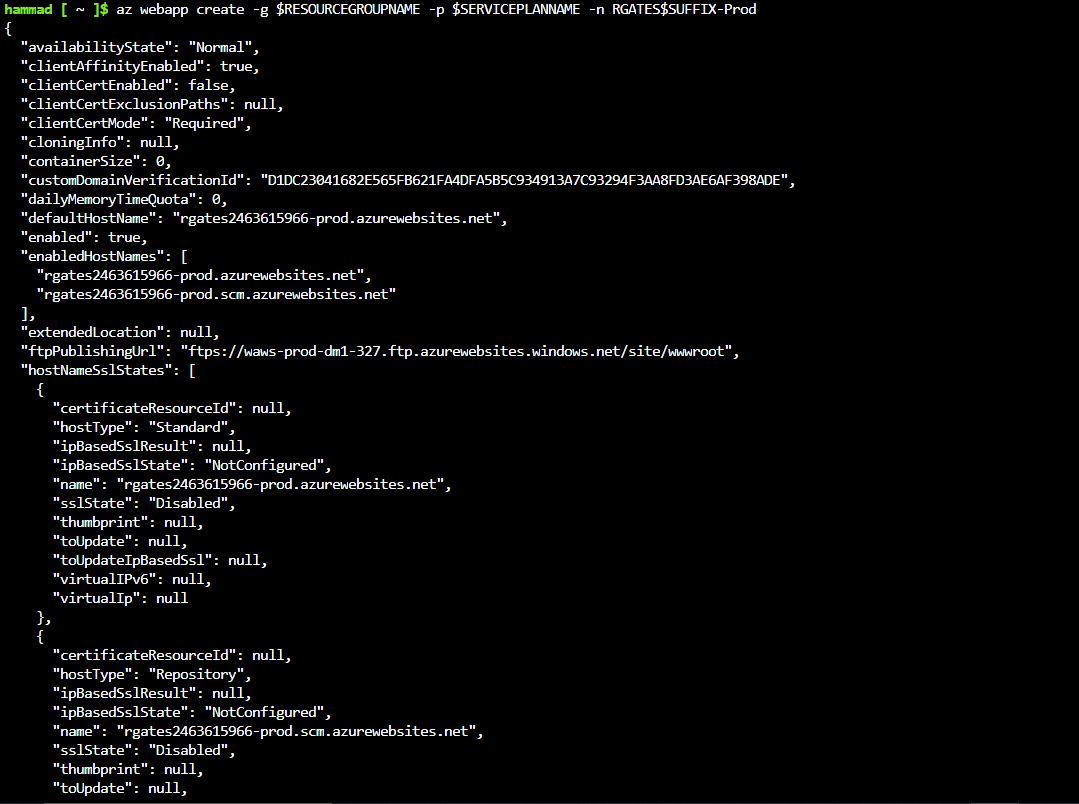 hammad [ ~ ]$ az webapp create -g $RESOURCEGROUPNAME -p $SERVICEPLANNAME -n RGATES$SUFFIX-Prod
{
  "availabilityState": "Normal",
  "clientAffinityEnabled": true,
  "clientCertEnabled": false,
  "clientCertExclusionPaths": null,
  "clientCertMode": "Required",
  "cloningInfo": null,
  "containerSize": 0,
  "customDomainVerificationId": "D1DC23041682E565FB621FA4DFA5B5C934913A7C93294F3AA8FD3AE6AF398ADE",
  "dailyMemoryTimeQuota": 0,
  "defaultHostName": "rgates2463615966-prod.azurewebsites.net",
  "enabled": true,
  "enabledHostNames": [
    "rgates2463615966-prod.azurewebsites.net",
    "rgates2463615966-prod.scm.azurewebsites.net"
  ],
  "extendedLocation": null,
  "ftpPublishingUrl": "ftps://waws-prod-dm1-327.ftp.azurewebsites.windows.net/site/wwwroot",
  "hostNameSslStates": [
    {
      "certificateResourceId": null,
      "hostType": "Standard",
      "ipBasedSslResult": null,
      "ipBasedSslState": "NotConfigured",
      "name": "rgates2463615966-prod.azurewebsites.net",
      "sslState": "Disabled",
      "thumbprint": null,
      "toUpdate": null,
      "toUpdateIpBasedSsl": null,
      "virtualIPv6": null,
      "virtualIp": null
    },
    {
      "certificateResourceId": null,
      "hostType": "Repository",
      "ipBasedSslResult": null,
      "ipBasedSslState": "NotConfigured",
      "name": "rgates2463615966-prod.scm.azurewebsites.net",
      "sslState": "Disabled",
      "thumbprint": null,
      "toUpdate": null,